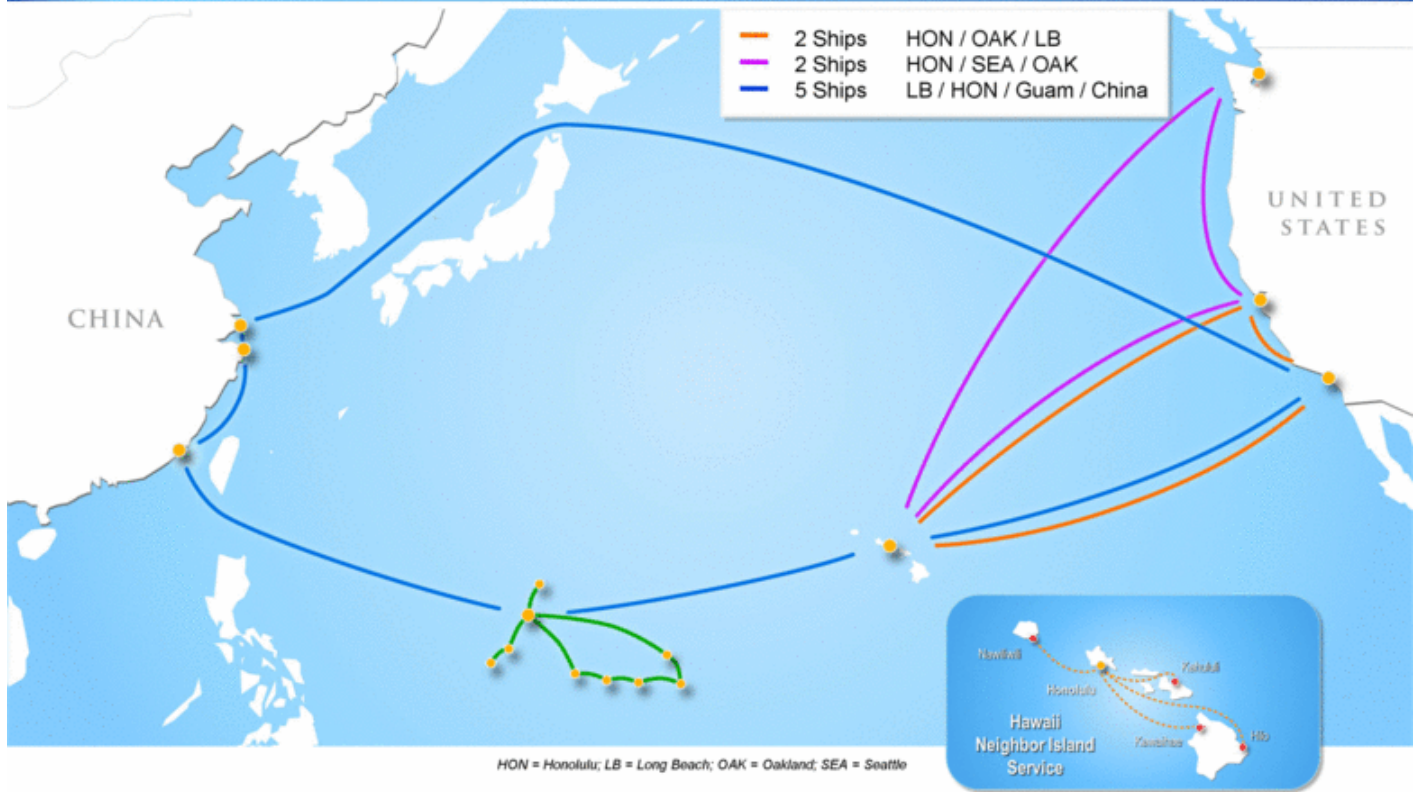 2 Ships HON / OAK / LB
2 Ships HON / SEA / OAK
5 Ships LB / HON / Guam / China
UNITED
STATES
CHINA
Nawiliwili
Kahului
Honolulu
Hawaii
Neighbor Island
Service
Kawaihae
Hilo
HON = Honolulu; LB = Long Beach; OAK = Oakland; SEA = Seattle